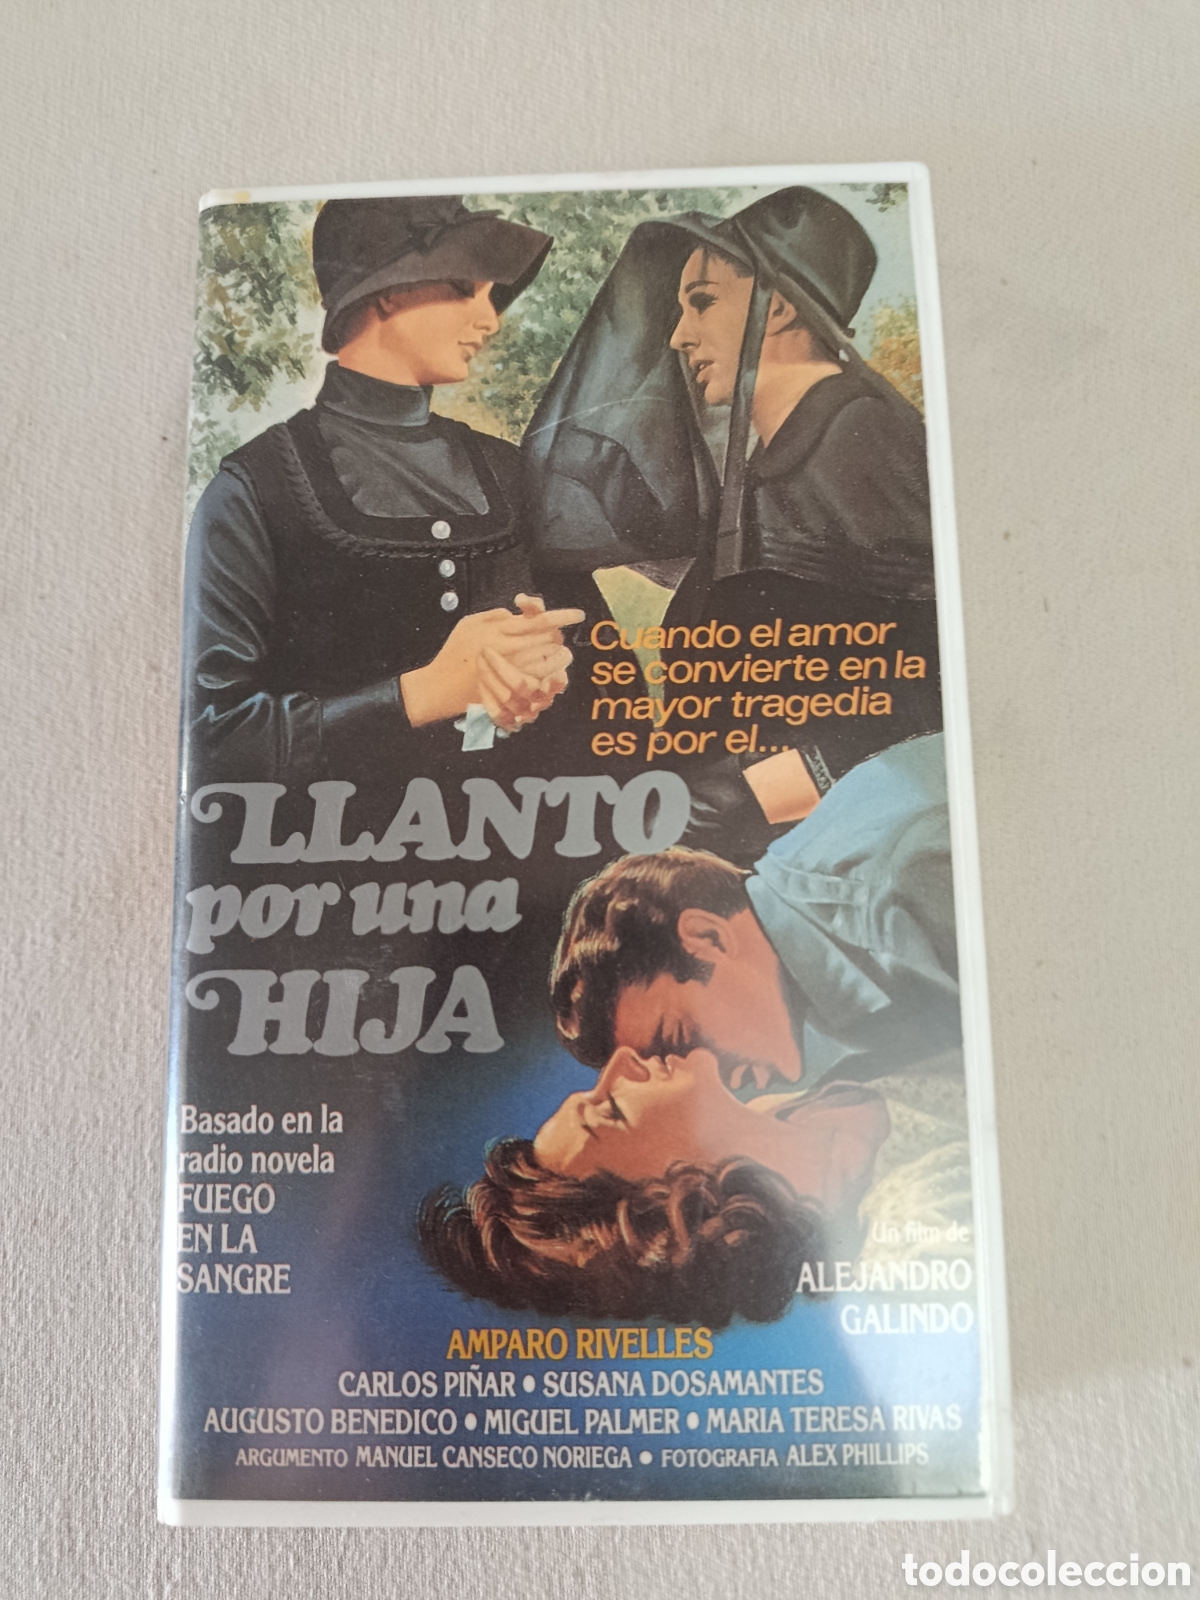 Cuando el amor
se convierte en la
mayor tragedia
es por el...
LLANTO
por una
HIJA
Basado en la
radio novela
FUEGO
EN LA
SANGRE
Un film de
ALEJANDRO
GALINDO
AMPARO RIVELLES
CARLOS PIÑAR • SUSANA DOSAMANTES
AUGUSTO BENEDICO • MIGUEL PALMER • MARIA TERESA RIVAS
ARGUMENTO MANUEL CANSECO NORIEGA • FOTOGRAFIA ALEX PHILLIPS
todocoleccion